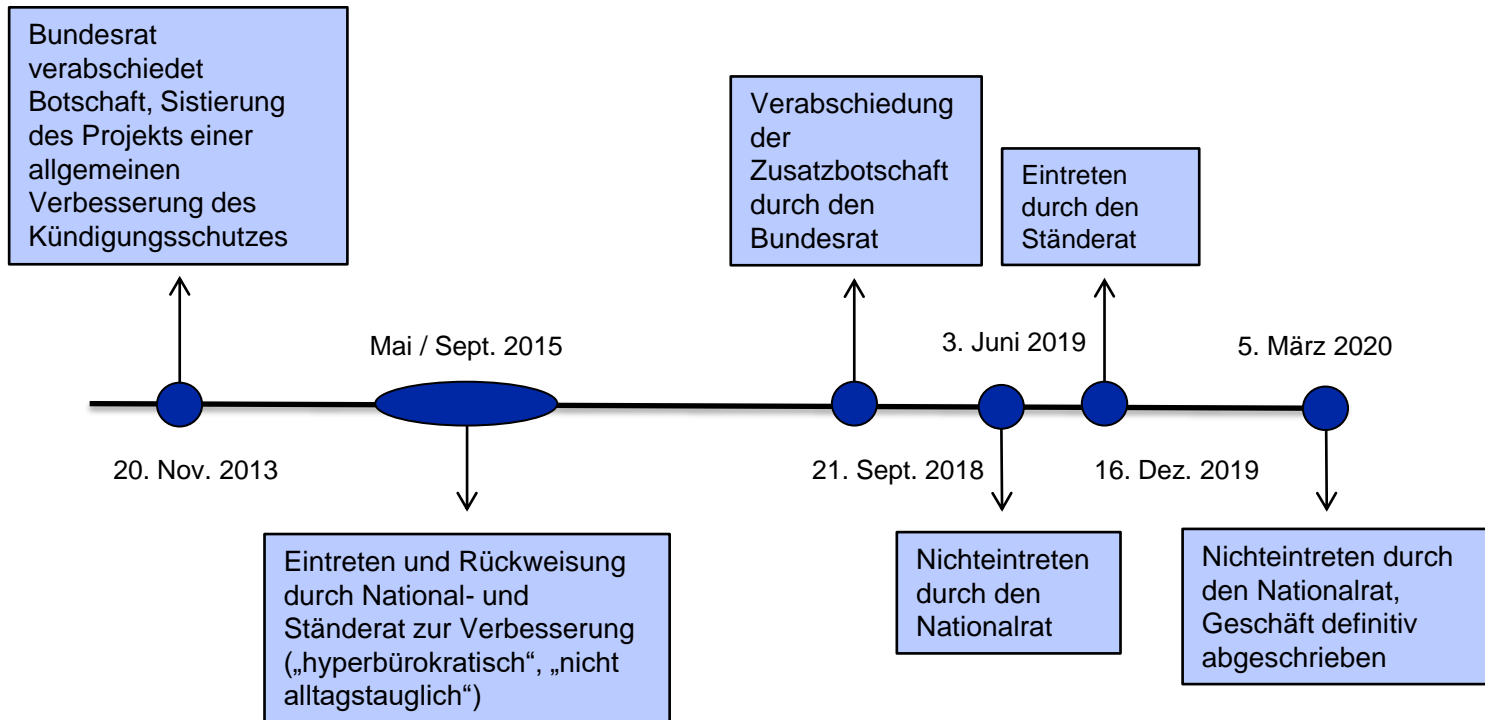 Bundesrat
verabschiedet
Botschaft, Sistierung
des Projekts einer
allgemeinen
Verbesserung des
Kündigungsschutzes
Verabschiedung
der
Zusatzbotschaft
durch den
Bundesrat
Eintreten
durch den
Ständerat
Mai / Sept. 2015
3. Juni 2019
5. März 2020
20. Nov. 2013
21. Sept. 2018
16. Dez. 2019
Eintreten und Rückweisung
durch National- und
Ständerat zur Verbesserung
(„hyperbürokratisch“, „nicht
alltagstauglich“)
Nichteintreten
durch den
Nationalrat
Nichteintreten durch
den Nationalrat,
Geschäft definitiv
abgeschrieben